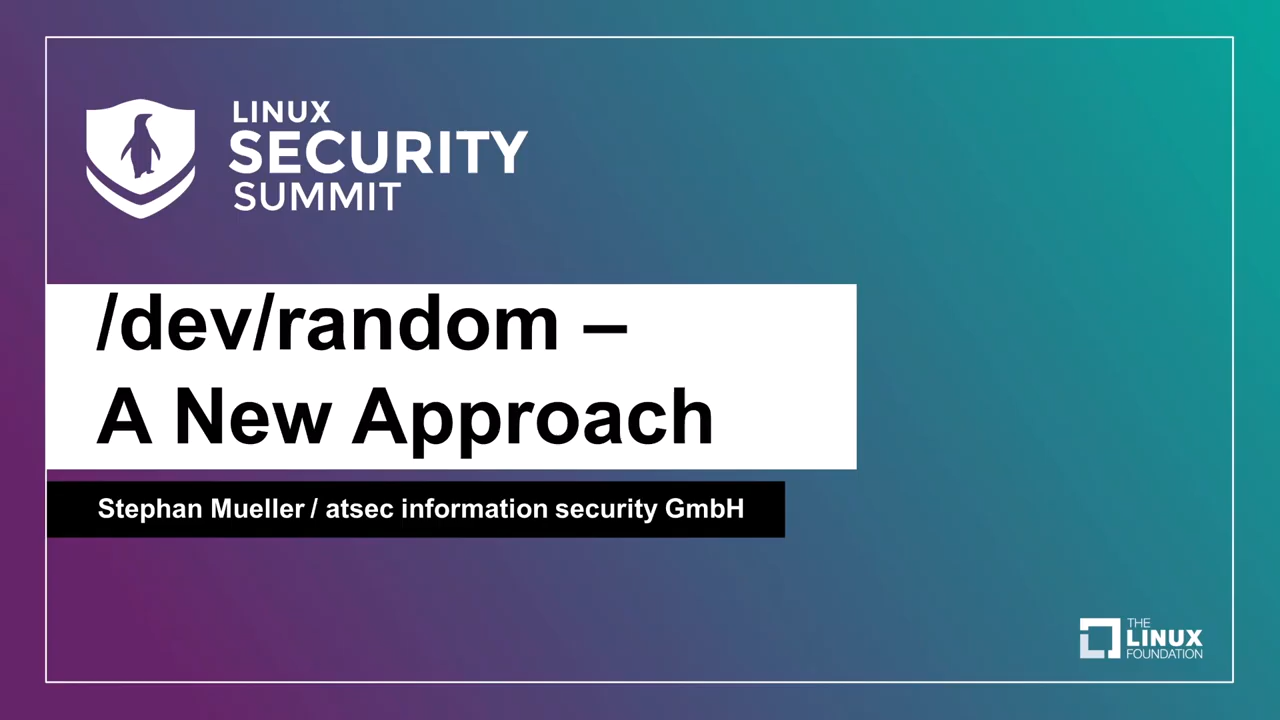 LINUX
SECURITY
SUMMIT
/dev/random –
A New Approach
Stephan Mueller / atsec information security GmbH
THE
LINUX
FOUNDATION